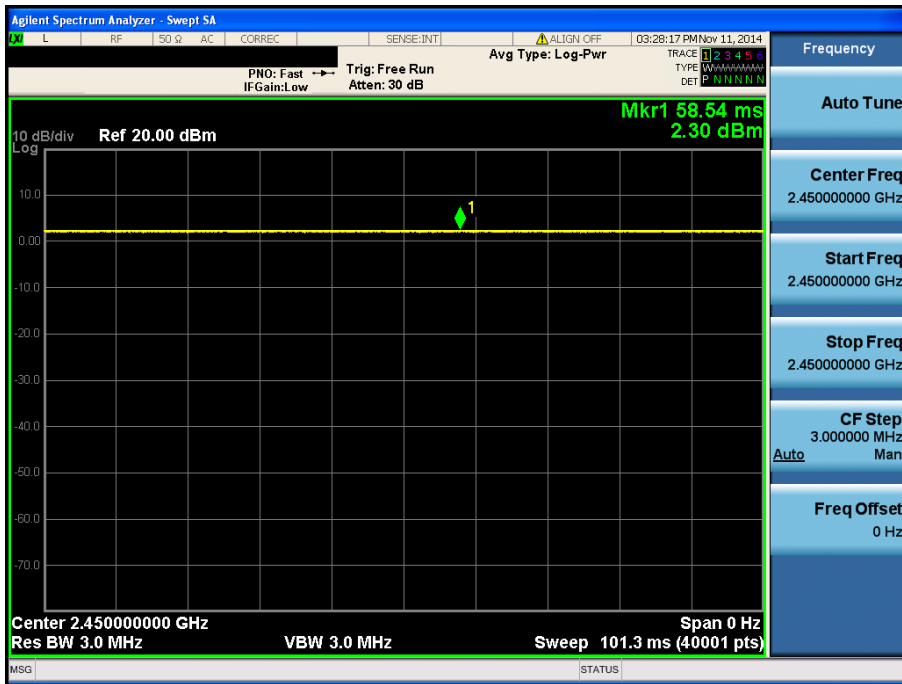 Agilent Spectrum Analyzer - Swept SA
LXI L RF 50 Ω AC CORREC SENSE:INT ALIGN OFF 03:28:17 PM Nov 11, 2014
Avg Type: Log-Pwr
TRACE 1 2 3 4 5 6
TYPE WWWWWW
DET P N N N N N
PNO: Fast
IFGain:Low
Trig: Free Run
Atten: 30 dB
Mkr1 58.54 ms
2.30 dBm
10 dB/div Ref 20.00 dBm
Log
1
10.0
0.00
-10.0
-20.0
-30.0
-40.0
-50.0
-60.0
-70.0
Center 2.450000000 GHz Span 0 Hz
Res BW 3.0 MHz VBW 3.0 MHz Sweep 101.3 ms (40001 pts)
MSG STATUS
Frequency
Auto Tune
Center Freq
2.450000000 GHz
Start Freq
2.450000000 GHz
Stop Freq
2.450000000 GHz
CF Step
3.000000 MHz
Auto Man
Freq Offset
0 Hz